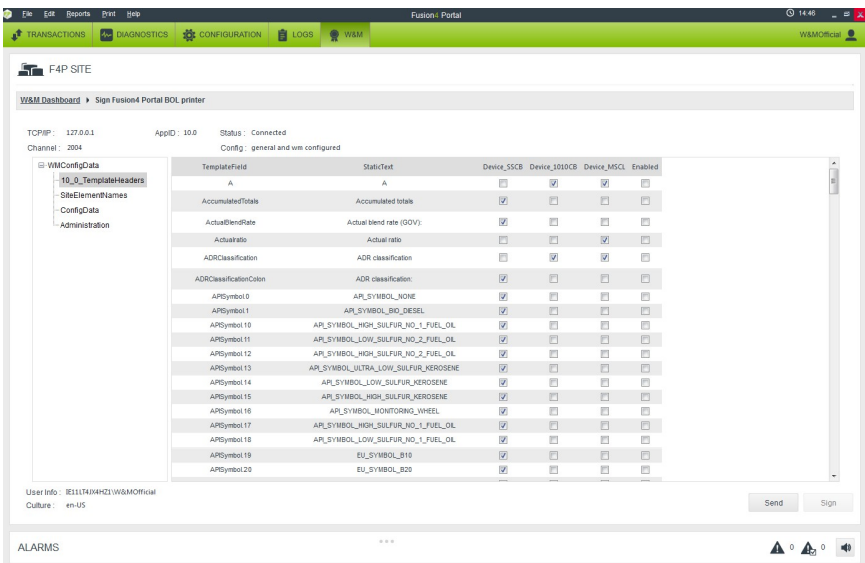 File Edit Reports Print Help Fusion4 Portal 14:46
TRANSACTIONS DIAGNOSTICS CONFIGURATION LOGS W&M W&MOfficial
F4P SITE
W&M Dashboard Sign Fusion4 Portal BOL printer
TCP/IP : 127.0.0.1 AppID : 10.0 Status : Connected
Channel : 2004 Config : general and wm configured
WMConfigData
10_0_TemplateHeaders
SiteElementNames
ConfigData
Administration
TemplateField StaticText Device_SSCB Device_1010CB Device_MSCL Enabled
A A
AccumulatedTotals Accumulated totals
ActualBlendRate Actual blend rate (GOV):
Actualratio Actual ratio
ADRClassification ADR classification
ADRClassificationColon ADR classification:
APISymbol.0 API_SYMBOL_NONE
APISymbol.1 API_SYMBOL_BIO_DIESEL
APISymbol.10 API_SYMBOL_HIGH_SULFUR_NO_1_FUEL_OIL
APISymbol.11 API_SYMBOL_LOW_SULFUR_NO_2_FUEL_OIL
APISymbol.12 API_SYMBOL_HIGH_SULFUR_NO_2_FUEL_OIL
APISymbol.13 API_SYMBOL_ULTRA_LOW_SULFUR_KEROSENE
APISymbol.14 API_SYMBOL_LOW_SULFUR_KEROSENE
APISymbol.15 API_SYMBOL_HIGH_SULFUR_KEROSENE
APISymbol.16 API_SYMBOL_MONITORING_WHEEL
APISymbol.17 API_SYMBOL_HIGH_SULFUR_NO_1_FUEL_OIL
APISymbol.18 API_SYMBOL_LOW_SULFUR_NO_1_FUEL_OIL
APISymbol.19 EU_SYMBOL_B10
APISymbol.20 EU_SYMBOL_B20
User Info : IE11LT4JX4HZ1\W&MOfficial
Culture : en-US
Send Sign
ALARMS 0 0